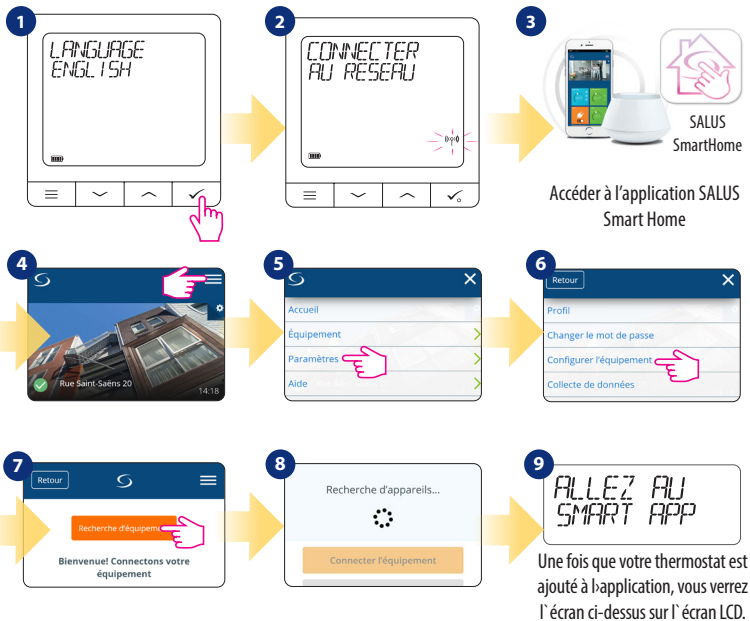 1
LANGUAGE
ENGLISH
2
CONNECTER
AU RESEAU
3
SALUS
SmartHome
Accéder à l'application SALUS
Smart Home
4
Rue Saint-Saëns 20
14:18
5
Accueil
Équipement
Paramètres
Aide
6
Retour
Profil
Changer le mot de passe
Configurer l'équipement
Collecte de données
7
Retour
Recherche d'équipeme
Bienvenue! Connectons votre
équipement
8
Recherche d'appareils...
Connecter l'équipement
9
ALLEZ AU
SMART APP
Une fois que votre thermostat est
ajouté à l›application, vous verrez
l`écran ci-dessus sur l`écran LCD.